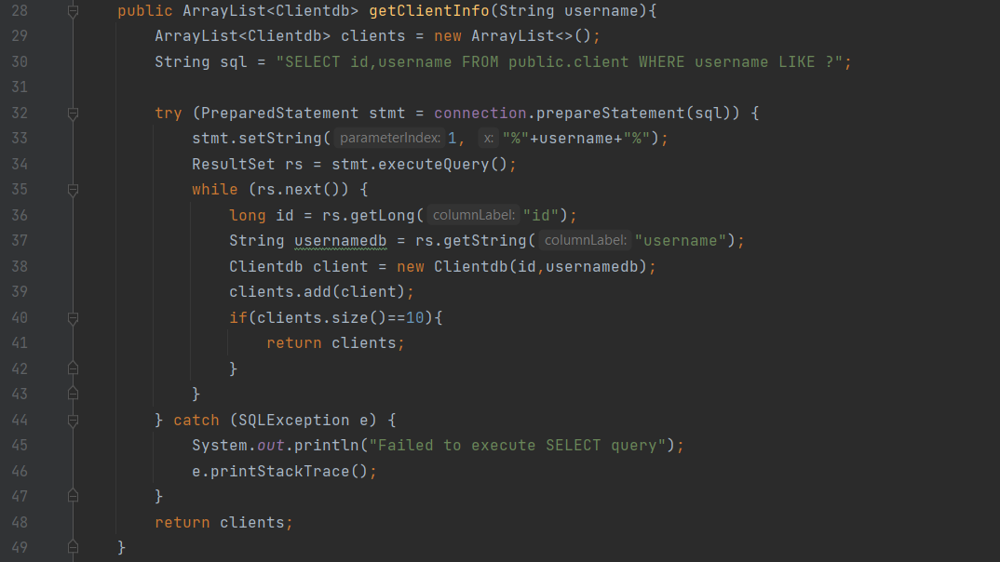 28 public ArrayList<Clientdb> getClientInfo(String username){
29 ArrayList<Clientdb> clients = new ArrayList<>();
30 String sql = "SELECT id,username FROM public.client WHERE username LIKE ?";
31
32 try (PreparedStatement stmt = connection.prepareStatement(sql)) {
33 stmt.setString( parameterIndex: 1, x: "%"+username+"%");
34 ResultSet rs = stmt.executeQuery();
35 while (rs.next()) {
36 long id = rs.getLong( columnLabel: "id");
37 String usernamedb = rs.getString( columnLabel: "username");
38 Clientdb client = new Clientdb(id,usernamedb);
39 clients.add(client);
40 if(clients.size()==10){
41 return clients;
42 }
43 }
44 } catch (SQLException e) {
45 System.out.println("Failed to execute SELECT query");
46 e.printStackTrace();
47 }
48 return clients;
49 }